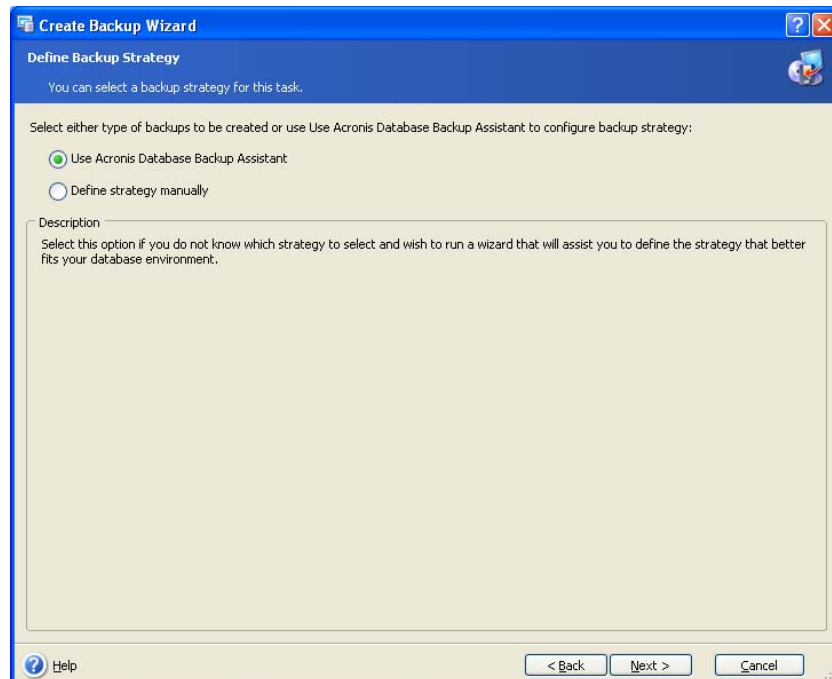 Create Backup Wizard
Define Backup Strategy
You can select a backup strategy for this task.
Select either type of backups to be created or use Use Acronis Database Backup Assistant to configure backup strategy:
Use Acronis Database Backup Assistant
Define strategy manually
Description
Select this option if you do not know which strategy to select and wish to run a wizard that will assist you to define the strategy that better
fits your database environment.
Help
< Back
Next >
Cancel